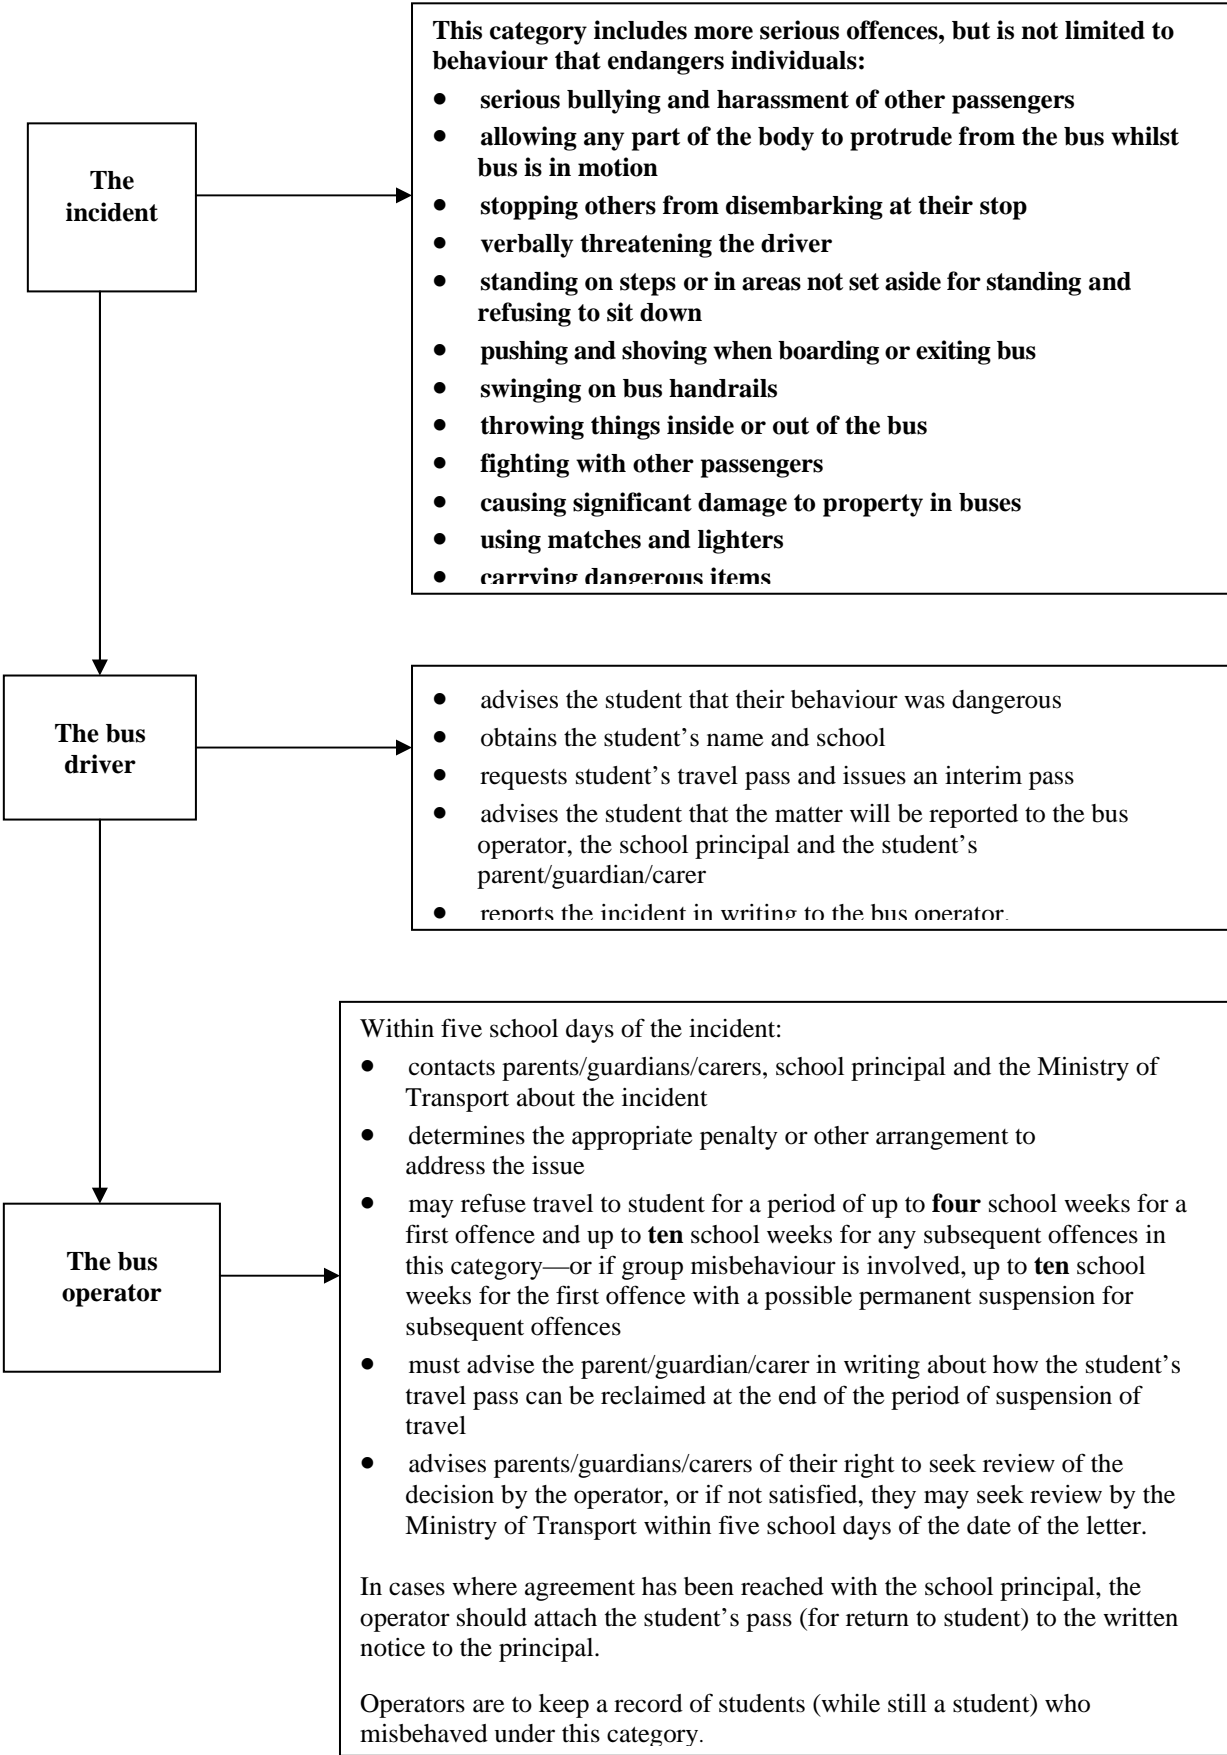 This category includes more serious offences, but is not limited to
behaviour that endangers individuals:
• serious bullying and harassment of other passengers
• allowing any part of the body to protrude from the bus whilst
bus is in motion
• stopping others from disembarking at their stop
• verbally threatening the driver
• standing on steps or in areas not set aside for standing and
refusing to sit down
• pushing and shoving when boarding or exiting bus
• swinging on bus handrails
• throwing things inside or out of the bus
• fighting with other passengers
• causing significant damage to property in buses
• using matches and lighters
• carrying dangerous items
The
incident
The bus
driver
• advises the student that their behaviour was dangerous
• obtains the student’s name and school
• requests student’s travel pass and issues an interim pass
• advises the student that the matter will be reported to the bus
operator, the school principal and the student’s
parent/guardian/carer
• reports the incident in writing to the bus operator.
The bus
operator
Within five school days of the incident:
• contacts parents/guardians/carers, school principal and the Ministry of
Transport about the incident
• determines the appropriate penalty or other arrangement to
address the issue
• may refuse travel to student for a period of up to four school weeks for a
first offence and up to ten school weeks for any subsequent offences in
this category—or if group misbehaviour is involved, up to ten school
weeks for the first offence with a possible permanent suspension for
subsequent offences
• must advise the parent/guardian/carer in writing about how the student’s
travel pass can be reclaimed at the end of the period of suspension of
travel
• advises parents/guardians/carers of their right to seek review of the
decision by the operator, or if not satisfied, they may seek review by the
Ministry of Transport within five school days of the date of the letter.
In cases where agreement has been reached with the school principal, the
operator should attach the student’s pass (for return to student) to the written
notice to the principal.
Operators are to keep a record of students (while still a student) who
misbehaved under this category.